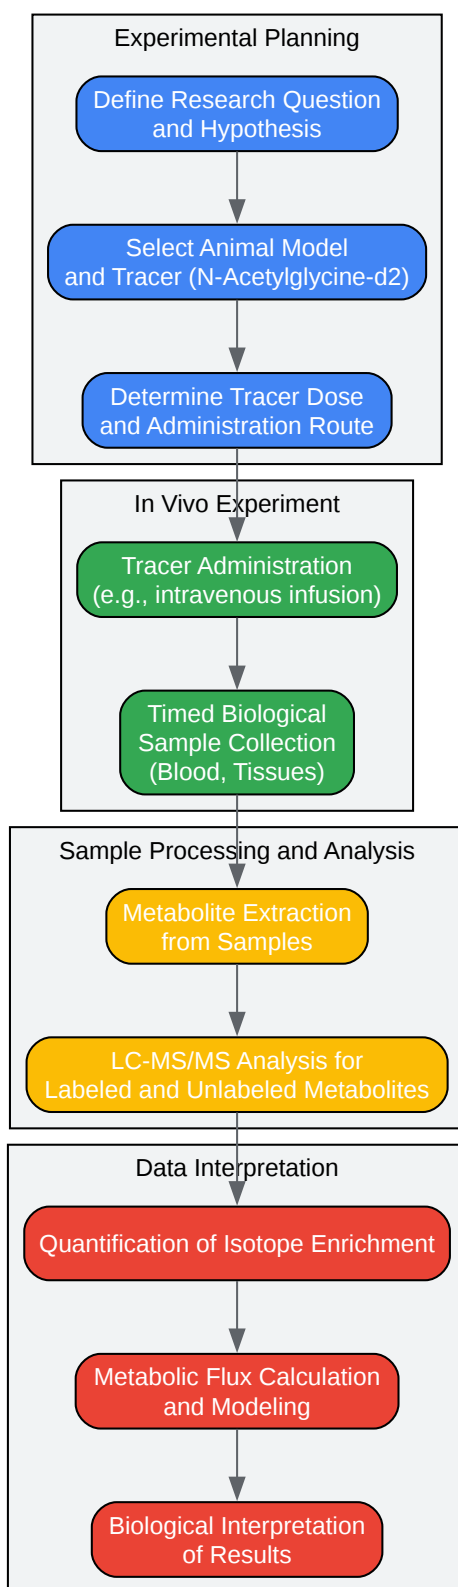 Experimental Planning
Define Research Question
and Hypothesis
Select Animal Model
and Tracer (N-Acetylglycine-d2)
Determine Tracer Dose
and Administration Route
In Vivo Experiment
Tracer Administration
(e.g., intravenous infusion)
Timed Biological
Sample Collection
(Blood, Tissues)
Sample Processing and Analysis
Metabolite Extraction
from Samples
LC-MS/MS Analysis for
Labeled and Unlabeled Metabolites
Data Interpretation
Quantification of Isotope Enrichment
Metabolic Flux Calculation
and Modeling
Biological Interpretation
of Results